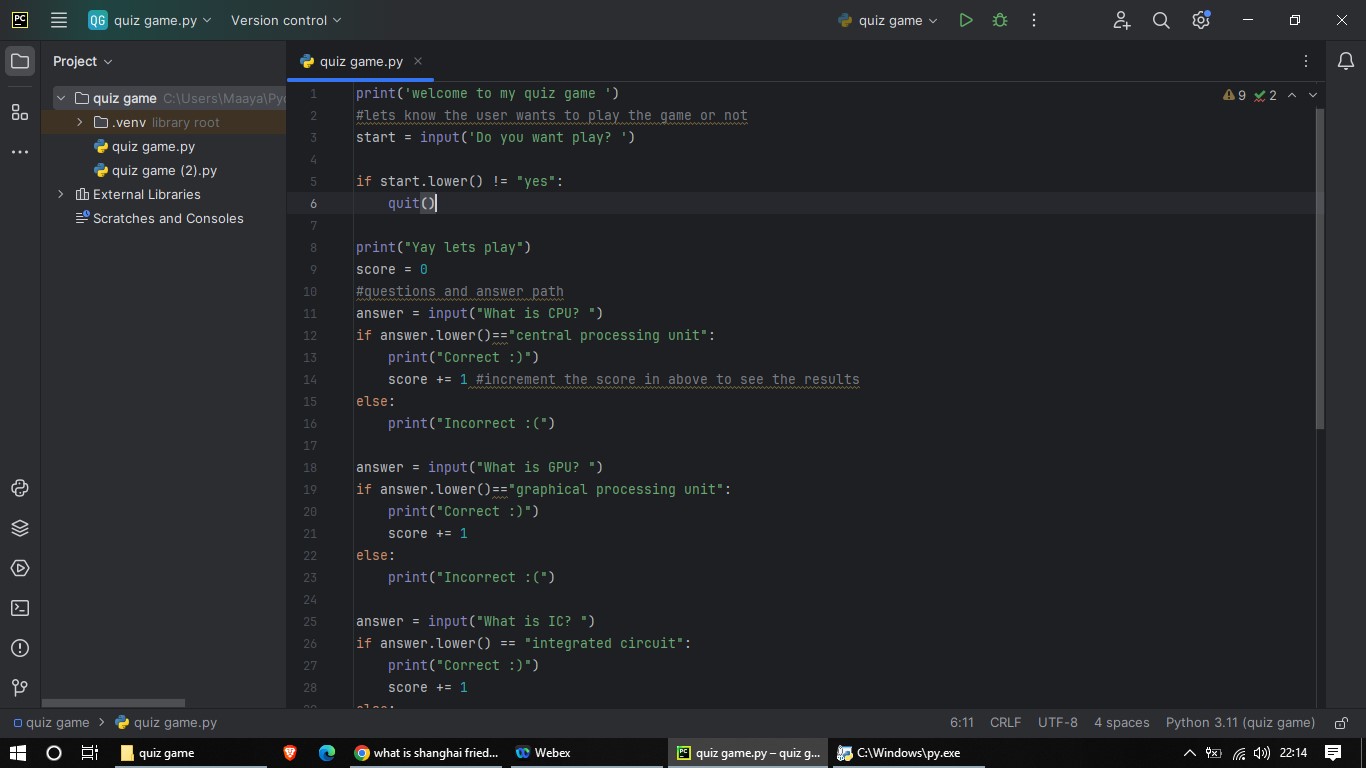 PC
QG quiz game.py Version control quiz game
Project
quiz game.py
quiz game C:\Users\Maaya\Pyc
.venv library root
quiz game.py
quiz game (2).py
External Libraries
Scratches and Consoles
9 2
1 print('welcome to my quiz game ')
2 #lets know the user wants to play the game or not
3 start = input('Do you want play? ')
4
5 if start.lower() != "yes":
6     quit()
7
8 print("Yay lets play")
9 score = 0
10 #questions and answer path
11 answer = input("What is CPU? ")
12 if answer.lower()=="central processing unit":
13     print("Correct :)")
14     score += 1 #increment the score in above to see the results
15 else:
16     print("Incorrect :(")
17
18 answer = input("What is GPU? ")
19 if answer.lower()=="graphical processing unit":
20     print("Correct :)")
21     score += 1
22 else:
23     print("Incorrect :(")
24
25 answer = input("What is IC? ")
26 if answer.lower() == "integrated circuit":
27     print("Correct :)")
28     score += 1
29 else:
quiz game > quiz game.py
6:11 CRLF UTF-8 4 spaces Python 3.11 (quiz game)
quiz game
what is shanghai fried...
Webex
PC quiz game.py – quiz g...
C:\Windows\py.exe
22:14